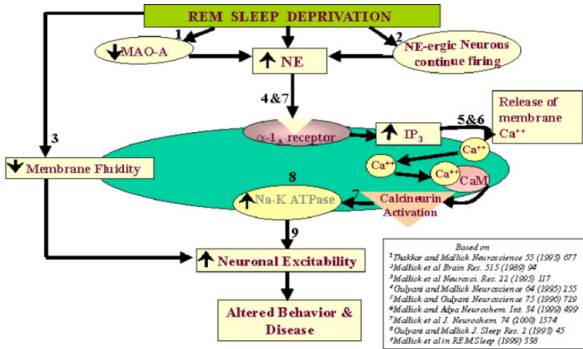 REM SLEEP DEPRIVATION
1
2
MAO-A
NE
NE-ergic Neurons
continue firing
4&7
3
α-1A receptor
IP3
5&6
Release of
membrane
Ca++
Ca++
Ca++
Ca++
CaM
Membrane Fluidity
8
Na-K ATPase
7
Calcineurin
Activation
9
Neuronal Excitability
Altered Behavior &
Disease
Based on
1Thakkar and Mallick Neuroscience 55 (1993) 677
2Mallick et al Brain Res. 515 (1989) 94
3Mallick et al Neurosci. Res. 22 (1995) 117
4Gulyani and Mallick Neuroscience 64 (1995) 255
5Mallick and Gulyani Neuroscience 75 (1996) 729
6Mallick and Adya Neurochem. Int. 34 (1999) 499
7Mallick et al J. Neurochem. 74 (2000) 1574
8Gulyani and Mallick J. Sleep Res. 2 (1993) 45
9Mallick et al in REM Sleep (1999) 338